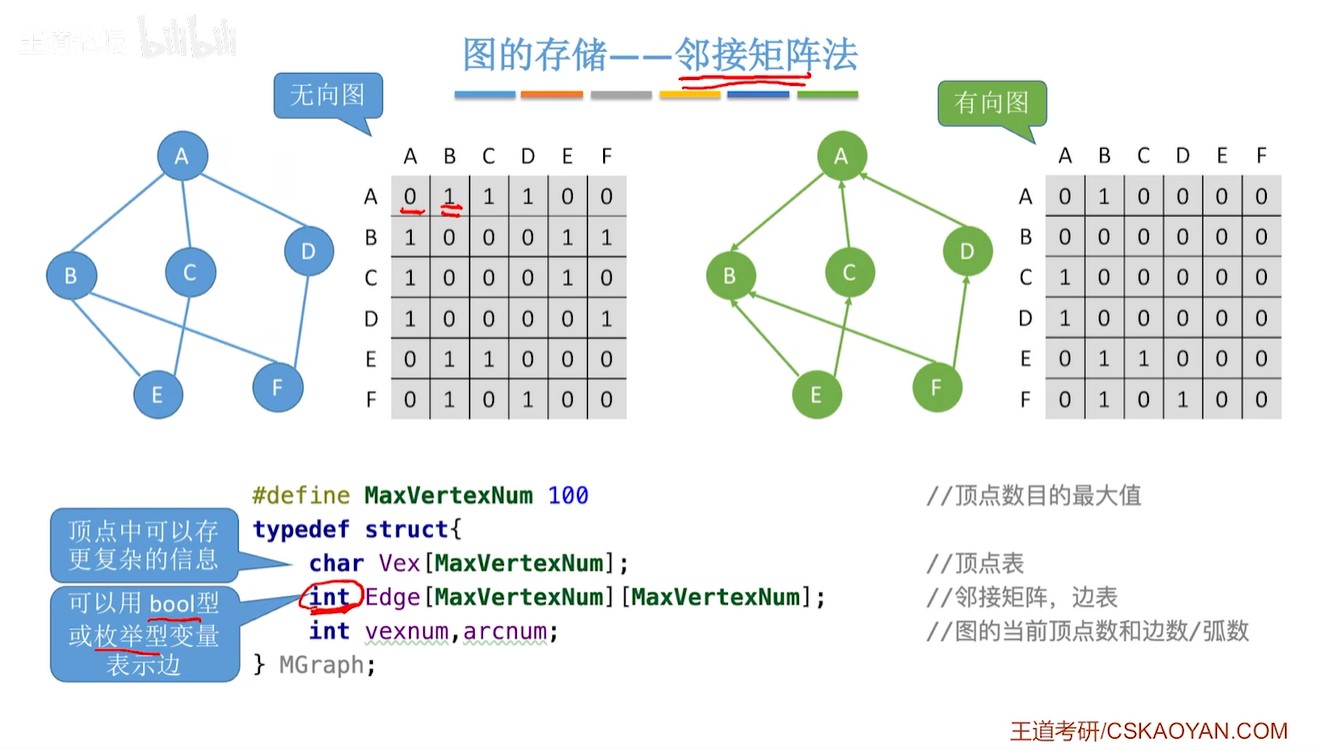 王道论坛 bilibili
图的存储——邻接矩阵法
无向图
有向图
A
B
C
D
E
F
A B C D E F
A 0 1 1 1 0 0
B 1 0 0 0 1 1
C 1 0 0 0 1 0
D 1 0 0 0 0 1
E 0 1 1 0 0 0
F 0 1 0 1 0 0
A
B
C
D
E
F
A B C D E F
A 0 1 0 0 0 0
B 0 0 0 0 0 0
C 1 0 0 0 0 0
D 1 0 0 0 0 0
E 0 1 1 0 0 0
F 0 1 0 1 0 0
顶点中可以存
更复杂的信息
可以用 bool型
或枚举型变量
表示边
#define MaxVertexNum 100 //顶点数目的最大值
typedef struct{
char Vex[MaxVertexNum]; //顶点表
int Edge[MaxVertexNum][MaxVertexNum]; //邻接矩阵，边表
int vexnum,arcnum; //图的当前顶点数和边数/弧数
} MGraph;
王道考研/CSKAOYAN.COM